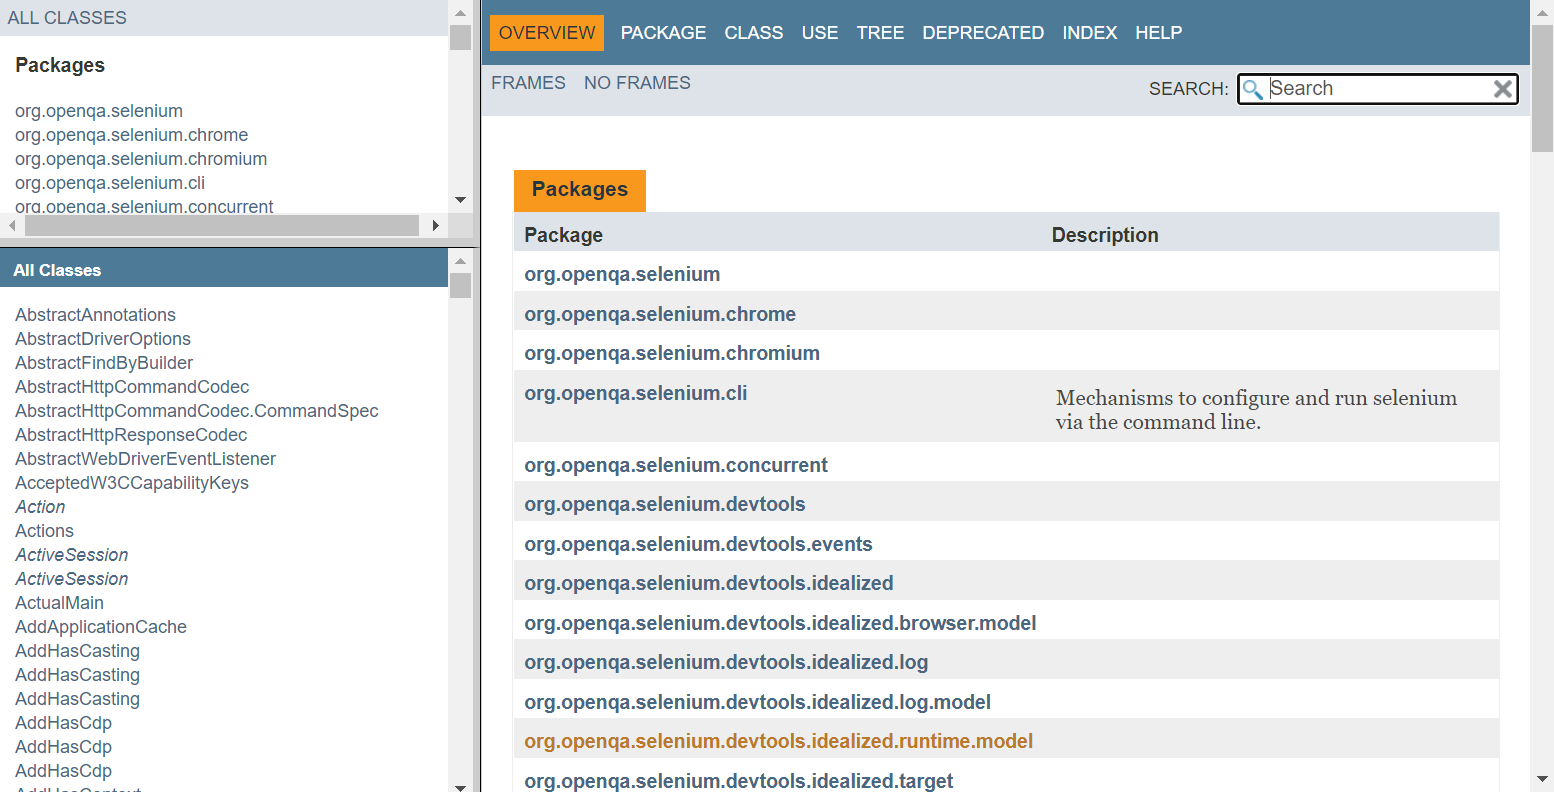 ALL CLASSES
Packages
org.openqa.selenium
org.openqa.selenium.chrome
org.openqa.selenium.chromium
org.openqa.selenium.cli
org.openqa.selenium.concurrent
All Classes
AbstractAnnotations
AbstractDriverOptions
AbstractFindByBuilder
AbstractHttpCommandCodec
AbstractHttpCommandCodec.CommandSpec
AbstractHttpResponseCodec
AbstractWebDriverEventListener
AcceptedW3CCapabilityKeys
Action
Actions
ActiveSession
ActiveSession
ActualMain
AddApplicationCache
AddHasCasting
AddHasCasting
AddHasCasting
AddHasCdp
AddHasCdp
AddHasCdp
OVERVIEW PACKAGE CLASS USE TREE DEPRECATED INDEX HELP
FRAMES NO FRAMES
SEARCH: Search
Packages
Package Description
org.openqa.selenium
org.openqa.selenium.chrome
org.openqa.selenium.chromium
org.openqa.selenium.cli Mechanisms to configure and run selenium
via the command line.
org.openqa.selenium.concurrent
org.openqa.selenium.devtools
org.openqa.selenium.devtools.events
org.openqa.selenium.devtools.idealized
org.openqa.selenium.devtools.idealized.browser.model
org.openqa.selenium.devtools.idealized.log
org.openqa.selenium.devtools.idealized.log.model
org.openqa.selenium.devtools.idealized.runtime.model
org.openqa.selenium.devtools.idealized.target